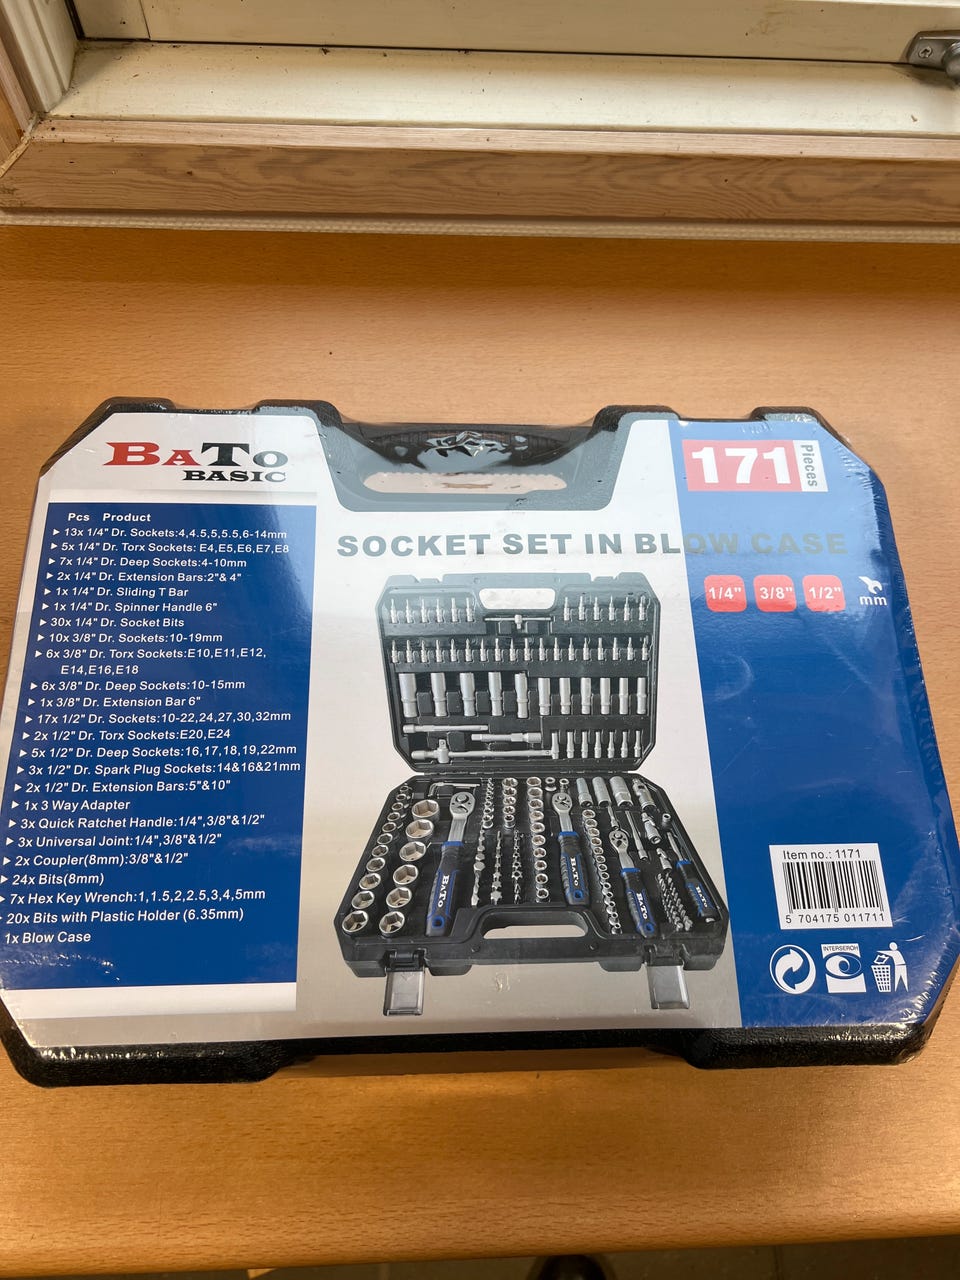 BATO
BASIC
Pcs Product
13x 1/4" Dr. Sockets:4,4.5,5,5.5,6-14mm
5x 1/4" Dr. Torx Sockets: E4,E5,E6,E7,E8
7x 1/4" Dr. Deep Sockets:4-10mm
2x 1/4" Dr. Extension Bars:2"& 4"
1x 1/4" Dr. Sliding T Bar
1x 1/4" Dr. Spinner Handle 6"
30x 1/4" Dr. Socket Bits
10x 3/8" Dr. Sockets:10-19mm
6x 3/8" Dr. Torx Sockets:E10,E11,E12,
E14,E16,E18
6x 3/8" Dr. Deep Sockets:10-15mm
1x 3/8" Dr. Extension Bar 6"
17x 1/2" Dr. Sockets:10-22,24,27,30,32mm
2x 1/2" Dr. Torx Sockets:E20,E24
5x 1/2" Dr. Deep Sockets:16,17,18,19,22mm
3x 1/2" Dr. Spark Plug Sockets:14&16&21mm
2x 1/2" Dr. Extension Bars:5"&10"
1x 3 Way Adapter
3x Quick Ratchet Handle:1/4",3/8"&1/2"
3x Universal Joint:1/4",3/8"&1/2"
2x Coupler(8mm):3/8"&1/2"
24x Bits(8mm)
7x Hex Key Wrench:1,1.5,2,2.5,3,4,5mm
20x Bits with Plastic Holder (6.35mm)
1x Blow Case
171 Pieces
SOCKET SET IN BLOW CASE
1/4" 3/8" 1/2" mm
BATO
BATO
BATO
BATO
Item no.: 1171
5 704175 011711
INTERSEROH